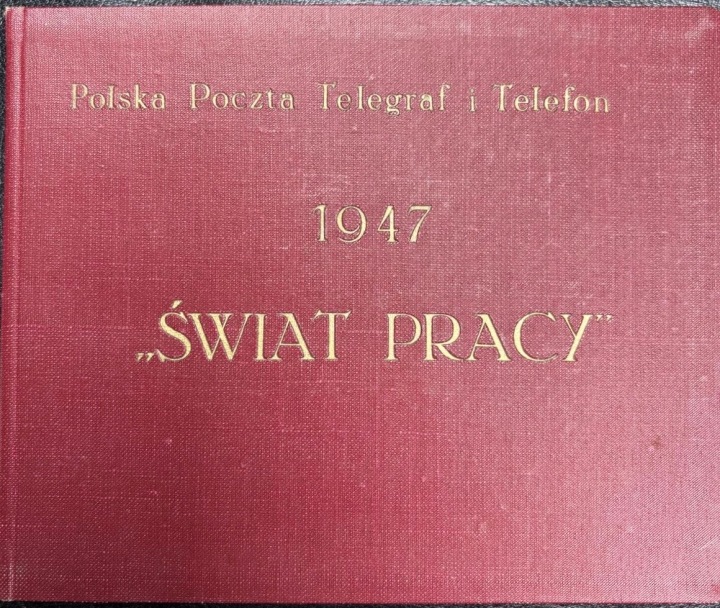 Polska Poczta Telegraf i Telefon
1947
„ŚWIAT PRACY”